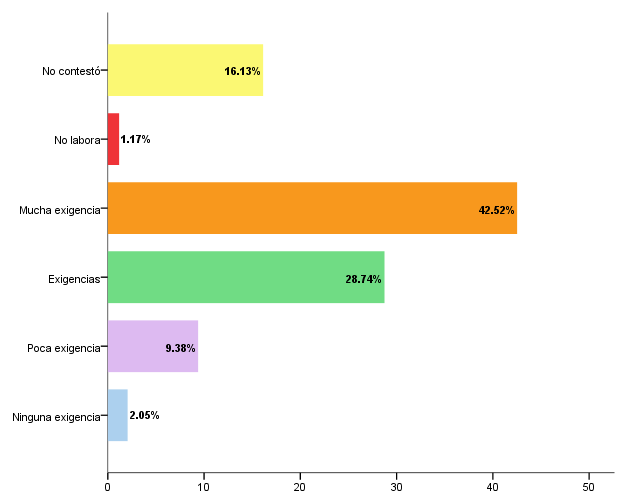 No contestó
16.13%
No labora
1.17%
Mucha exigencia
42.52%
Exigencias
28.74%
Poca exigencia
9.38%
Ninguna exigencia
2.05%
0 10 20 30 40 50